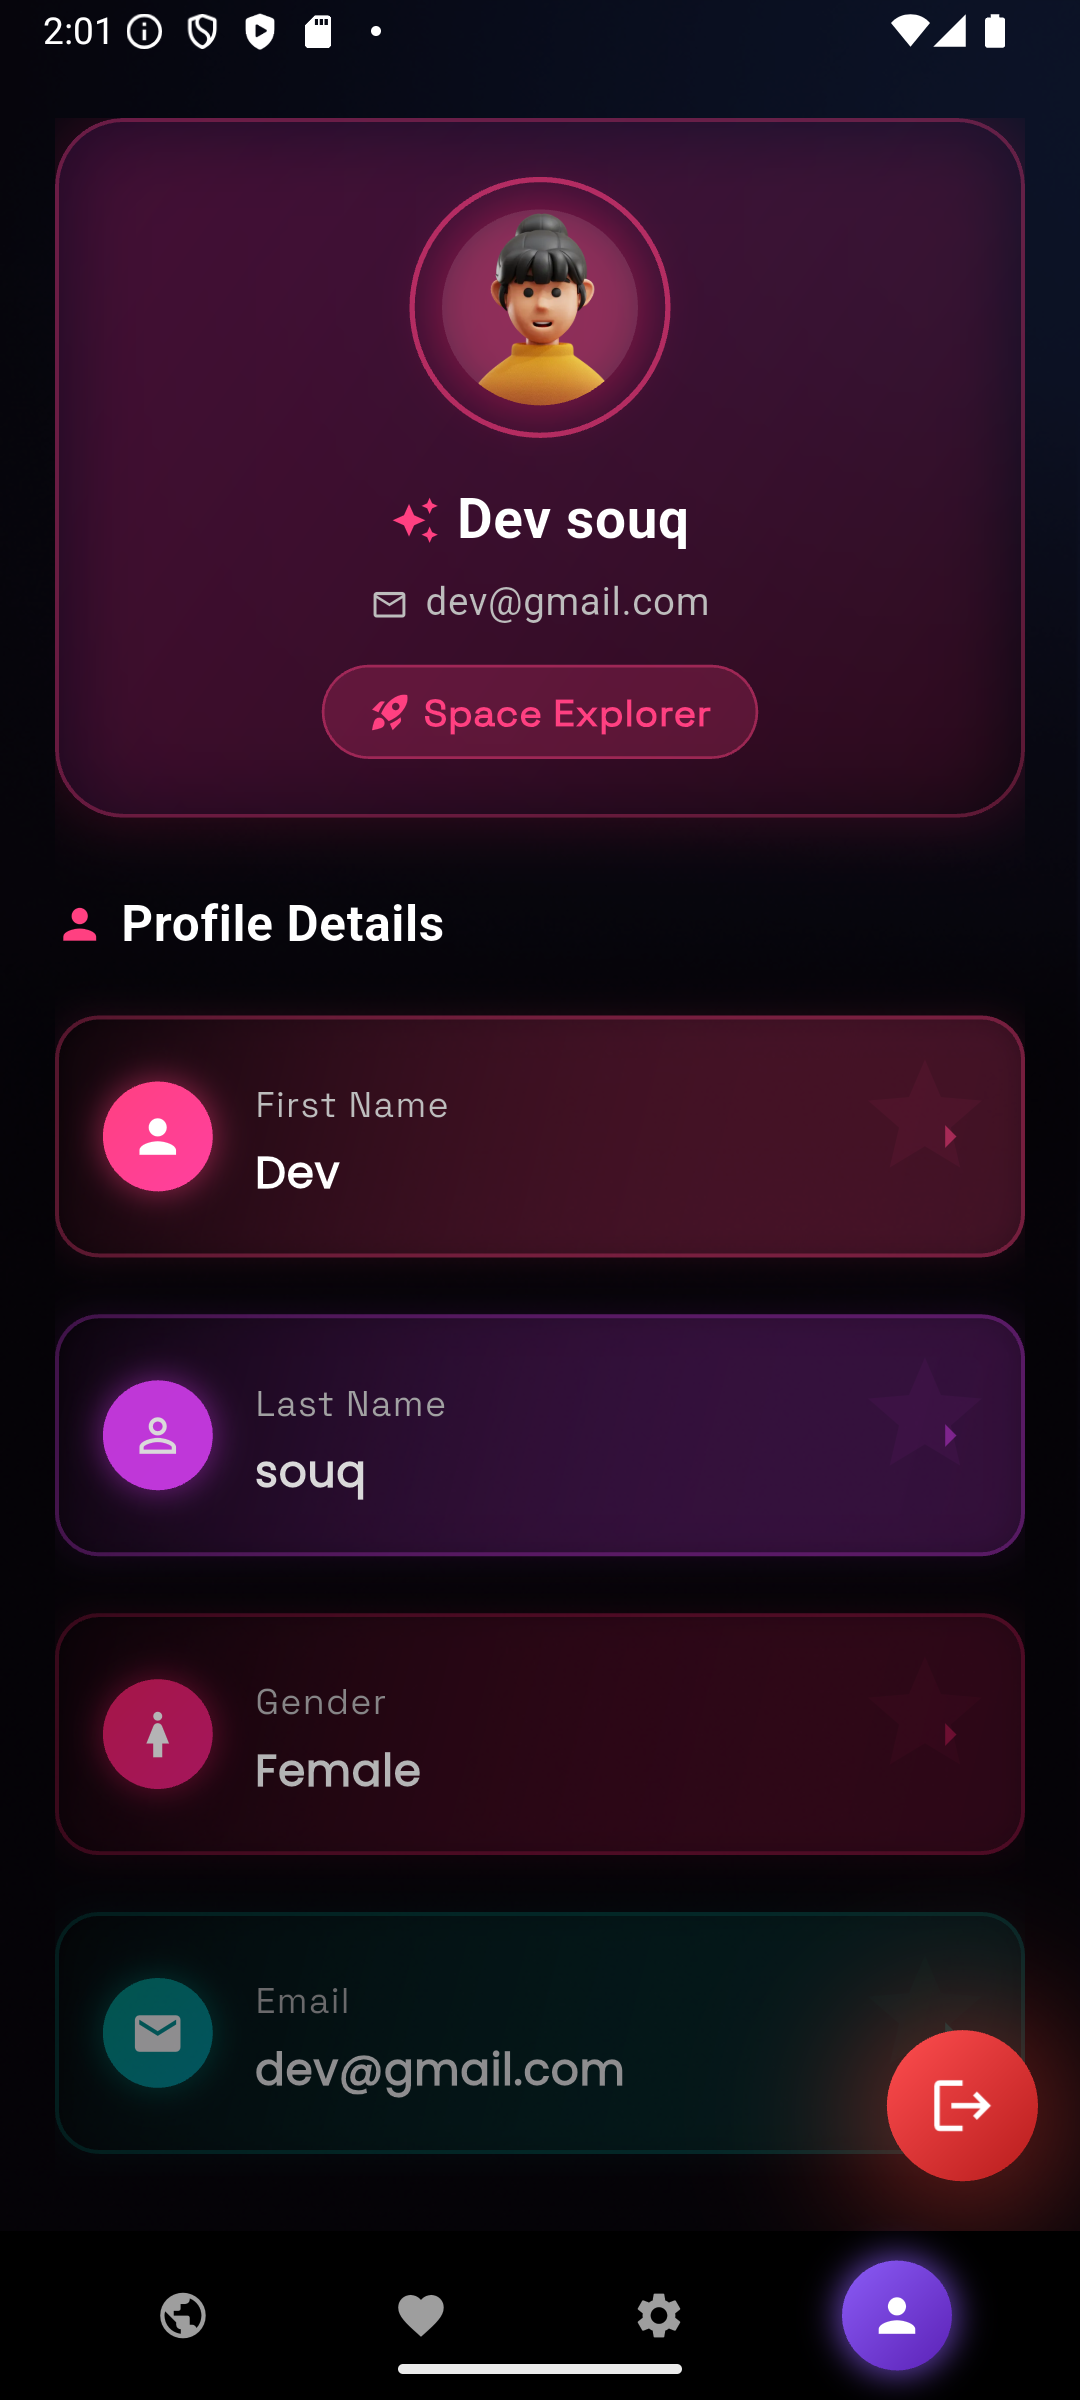 2:01
Dev souq
dev@gmail.com
Space Explorer
Profile Details
First Name
Dev
Last Name
souq
Gender
Female
Email
dev@gmail.com